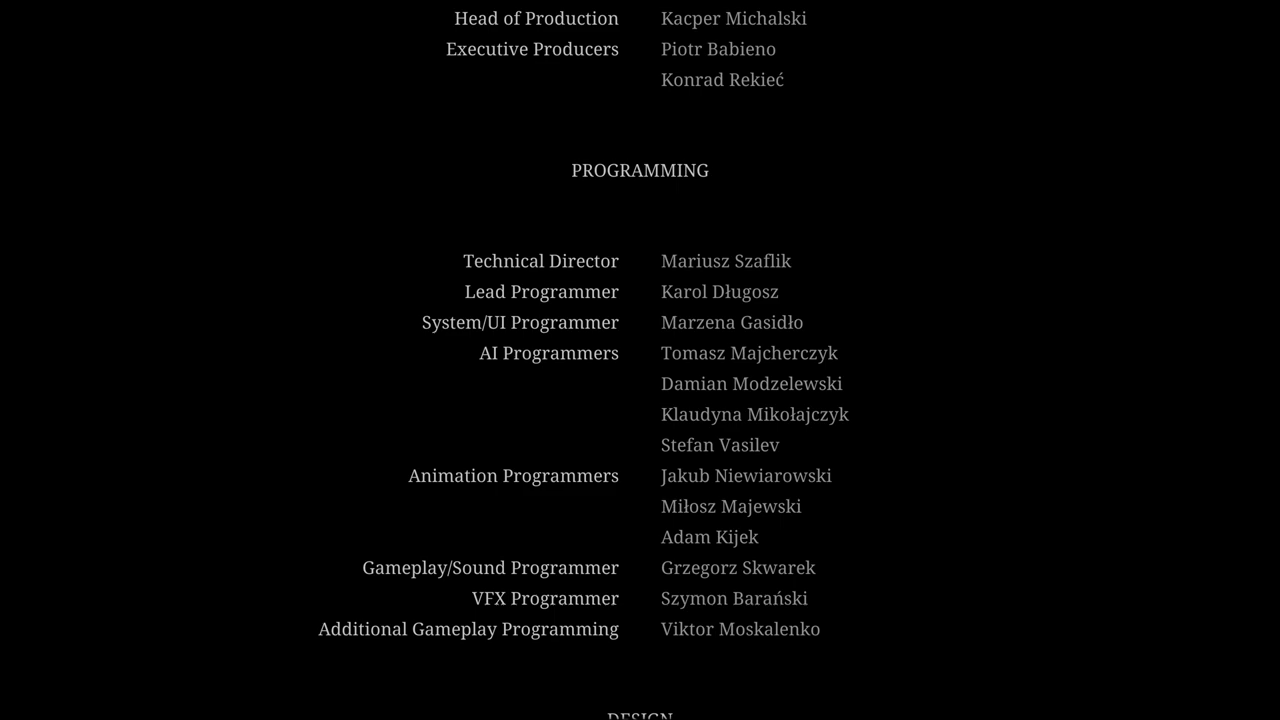 Head of Production Kacper Michalski
Executive Producers Piotr Babieno
Konrad Rekieć
PROGRAMMING
Technical Director Mariusz Szaflik
Lead Programmer Karol Długosz
System/UI Programmer Marzena Gasidło
AI Programmers Tomasz Majcherczyk
Damian Modzelewski
Klaudyna Mikołajczyk
Stefan Vasilev
Animation Programmers Jakub Niewiarowski
Miłosz Majewski
Adam Kijek
Gameplay/Sound Programmer Grzegorz Skwarek
VFX Programmer Szymon Barański
Additional Gameplay Programming Viktor Moskalenko
DESIGN